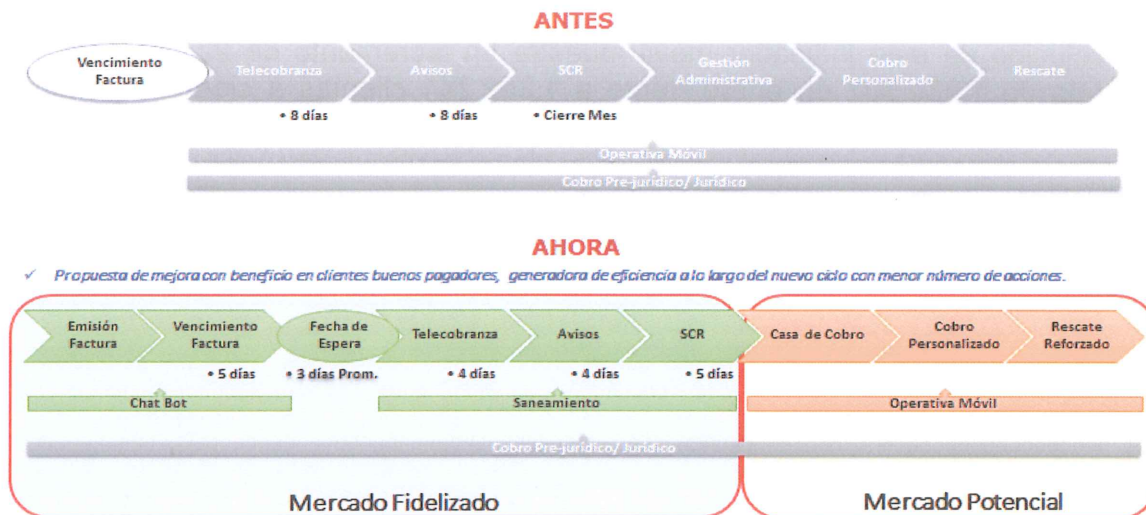 ANTES
Vencimiento
Factura
Telecobranza
Avisos
SCR
Gestión
Administrativa
Cobro
Personalizado
Rescate
• 8 días
• 8 días
• Cierre Mes
Operativa Móvil
Cobro Pre-jurídico/ Jurídico
AHORA
✓ Propuesta de mejora con beneficio en clientes buenos pagadores, generadora de eficiencia a lo largo del nuevo ciclo con menor número de acciones.
Emisión
Factura
Vencimiento
Factura
Fecha de
Espera
Telecobranza
Avisos
SCR
Casa de Cobro
Cobro
Personalizado
Rescate
Reforzado
• 5 días
• 3 días Prom.
• 4 días
• 4 días
• 5 días
Chat Bot
Saneamiento
Operativa Móvil
Cobro Pre-jurídico/ Jurídico
Mercado Fidelizado
Mercado Potencial